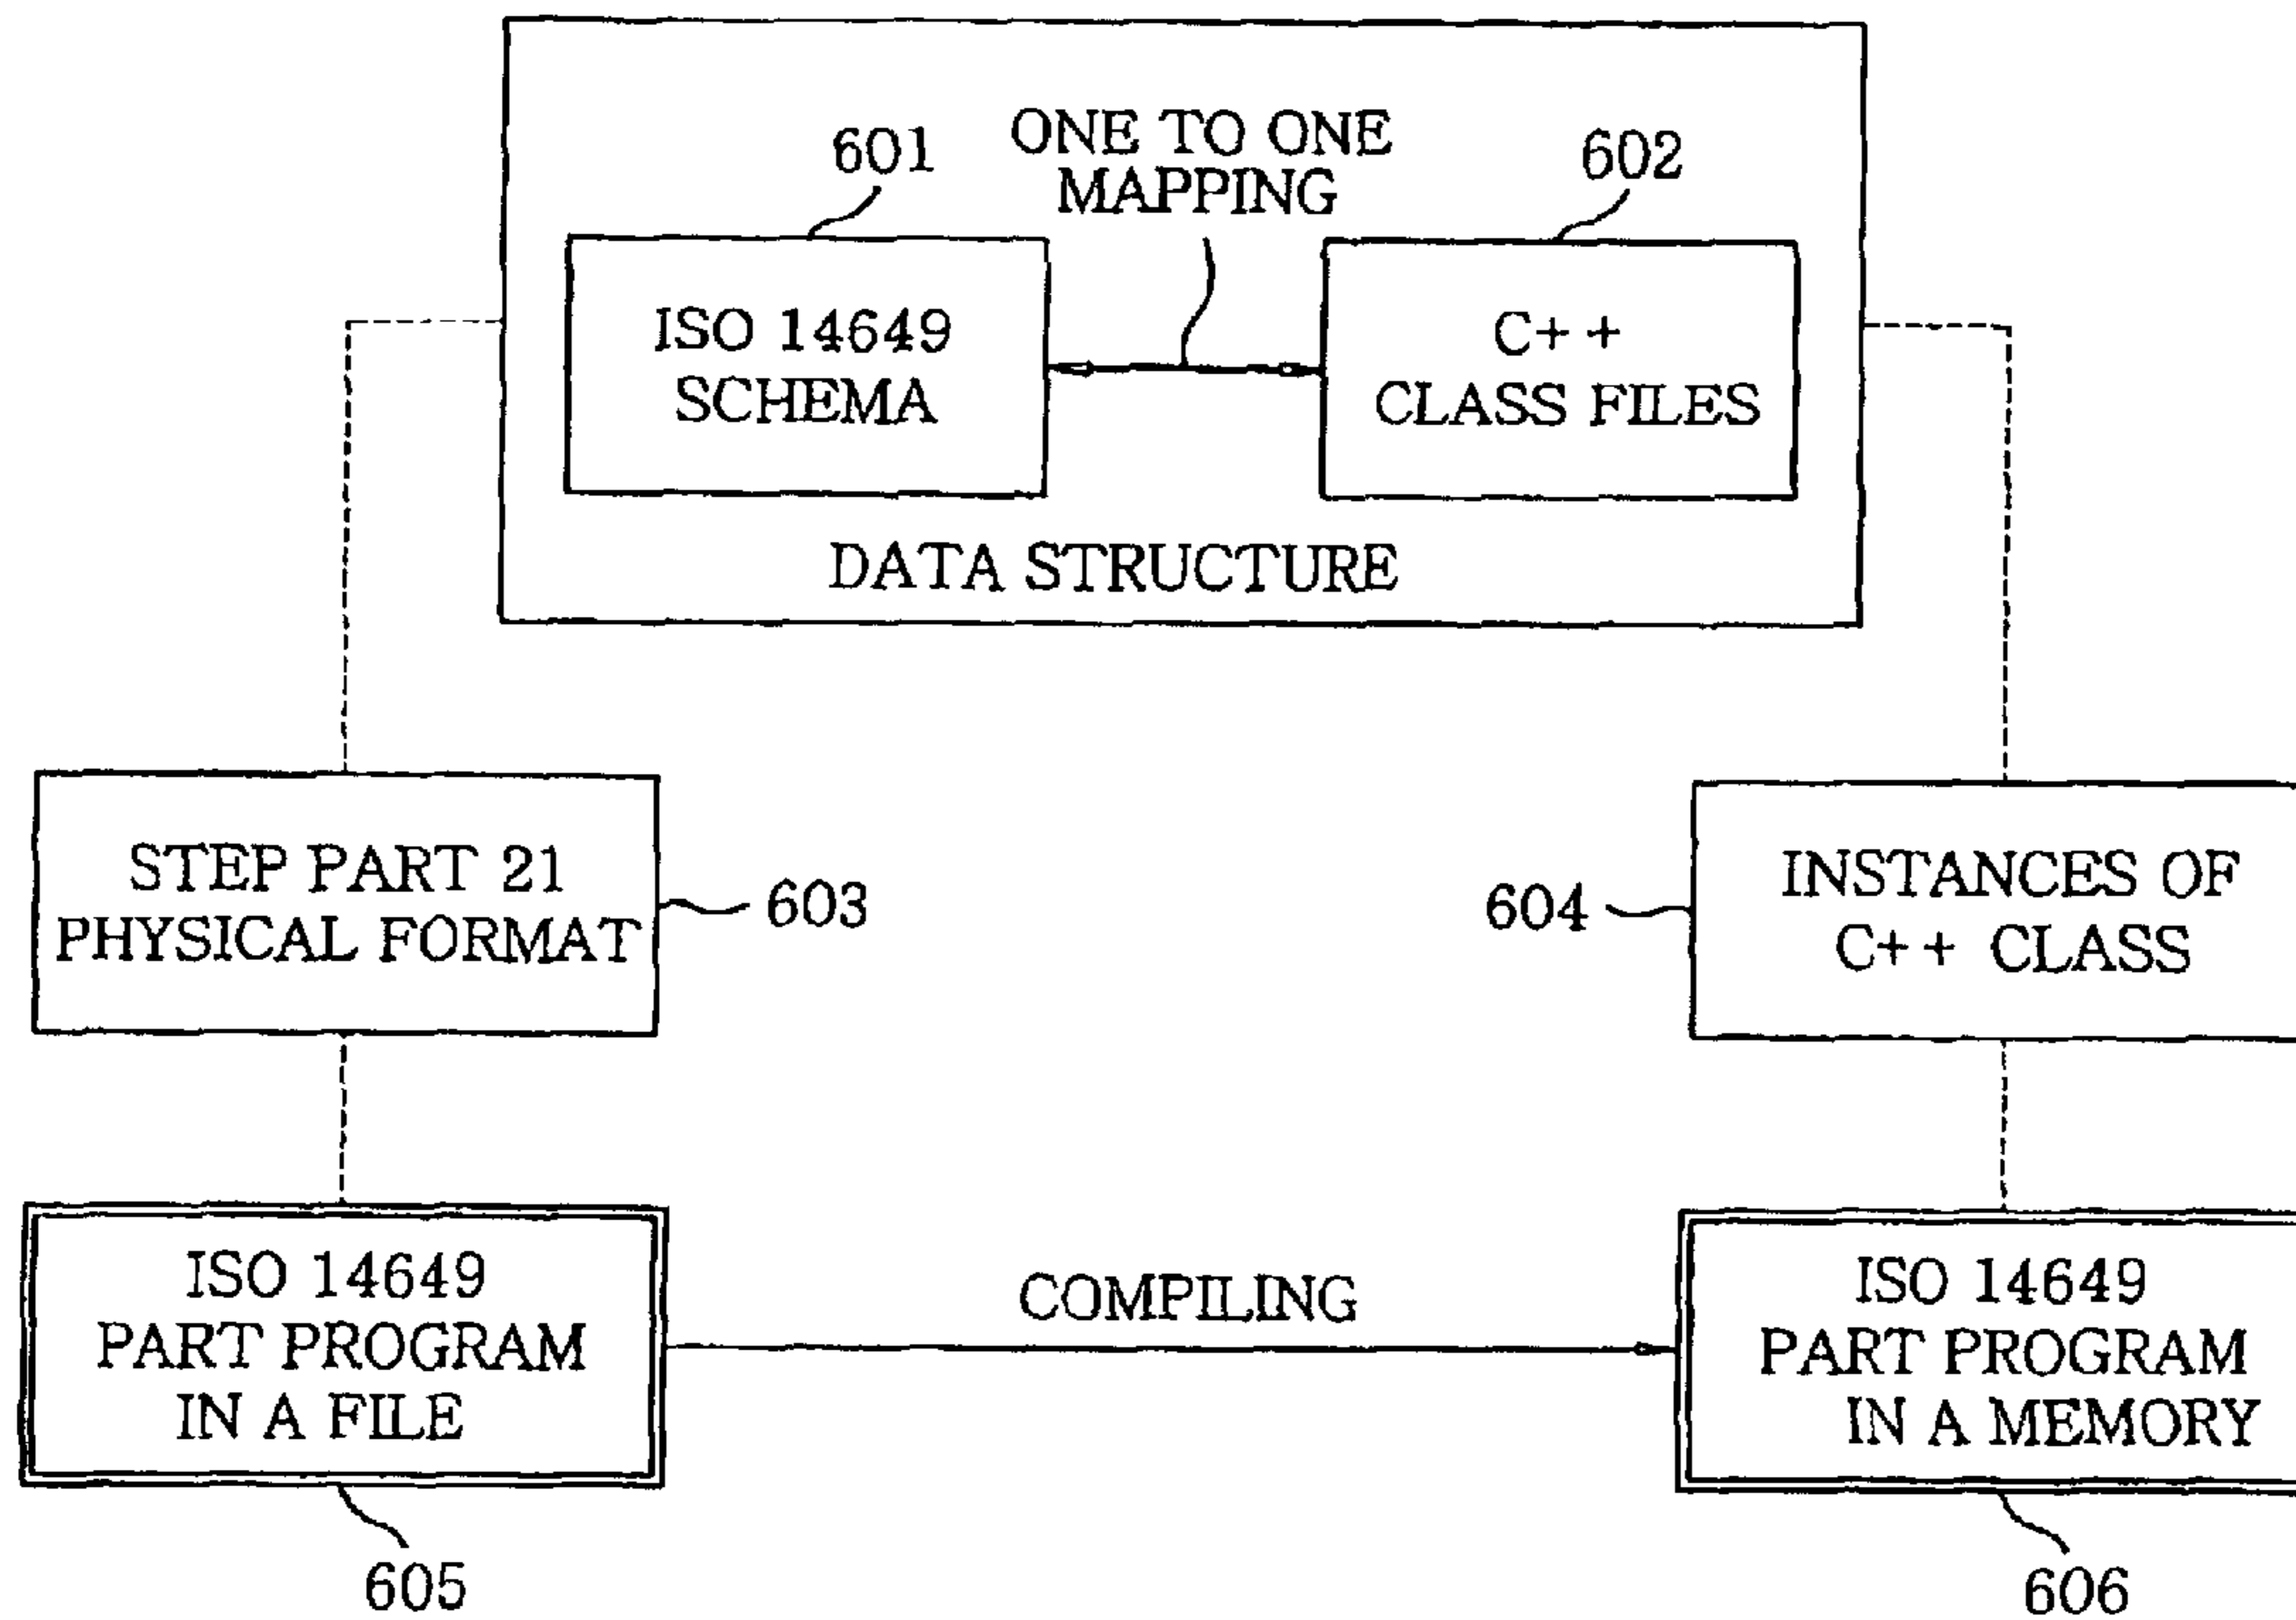 601
ONE TO ONE
MAPPING
602
ISO 14649
SCHEMA
C++
CLASS FILES
DATA STRUCTURE
STEP PART 21
PHYSICAL FORMAT
603
604
INSTANCES OF
C++ CLASS
ISO 14649
PART PROGRAM
IN A FILE
COMPILING
ISO 14649
PART PROGRAM
IN A MEMORY
605
606